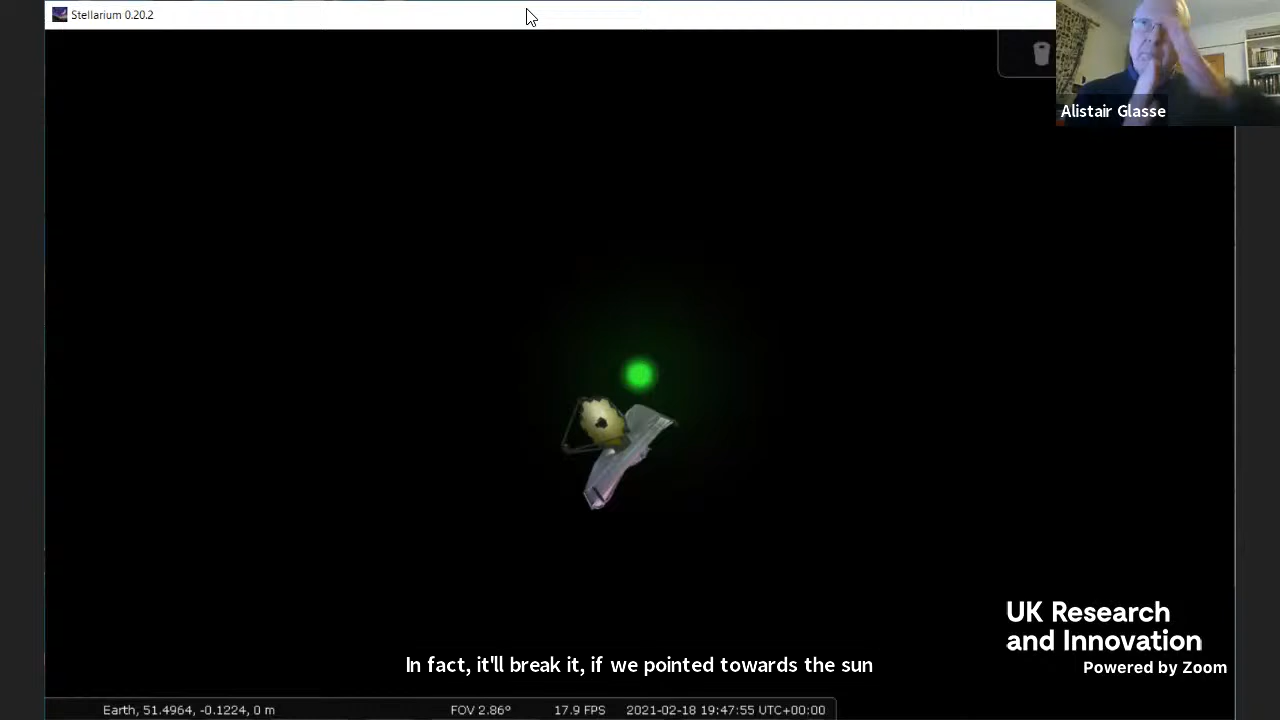 Stellarium 0.20.2
Alistair Glasse
UK Research
and Innovation
In fact, it'll break it, if we pointed towards the sun
Powered by Zoom
Earth, 51.4964, -0.1224, 0 m FOV 2.86° 17.9 FPS 2021-02-18 19:47:55 UTC+00:00